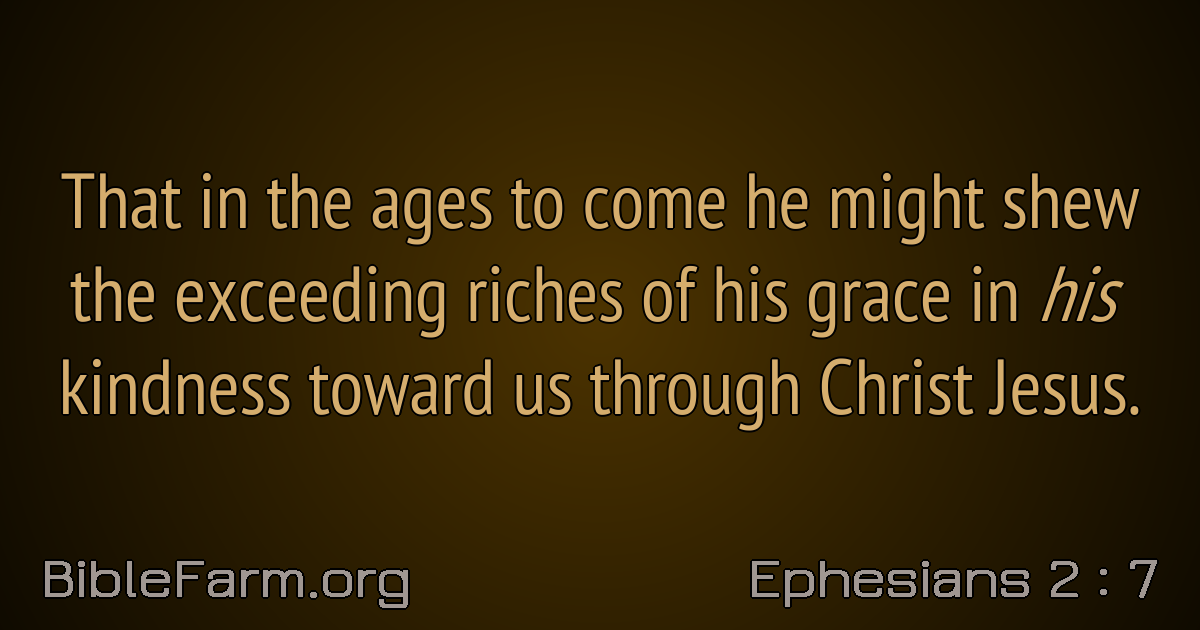 That in the ages to come he might shew
the exceeding riches of his grace in his
kindness toward us through Christ Jesus.
BibleFarm.org
Ephesians 2 : 7